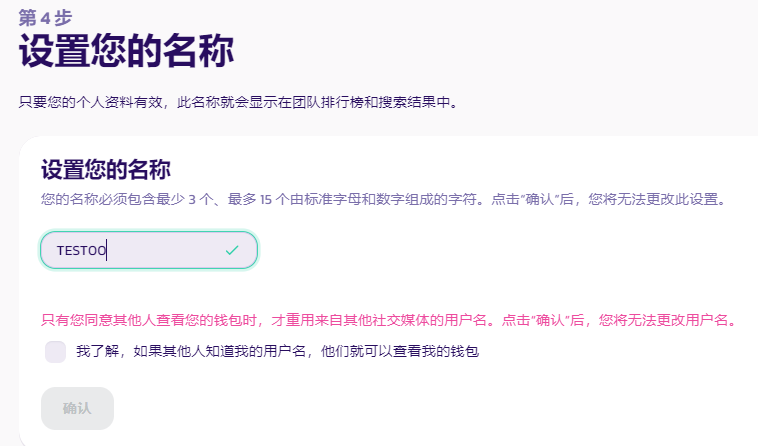 第 4 步
设置您的名称
只要您的个人资料有效，此名称就会显示在团队排行榜和搜索结果中。
设置您的名称
您的名称必须包含最少 3 个、最多 15 个由标准字母和数字组成的字符。点击“确认”后，您将无法更改此设置。
TESTOO
只有您同意其他人查看您的钱包时，才重用来自其他社交媒体的用户名。点击“确认”后，您将无法更改用户名。
我了解，如果其他人知道我的用户名，他们就可以查看我的钱包
确认